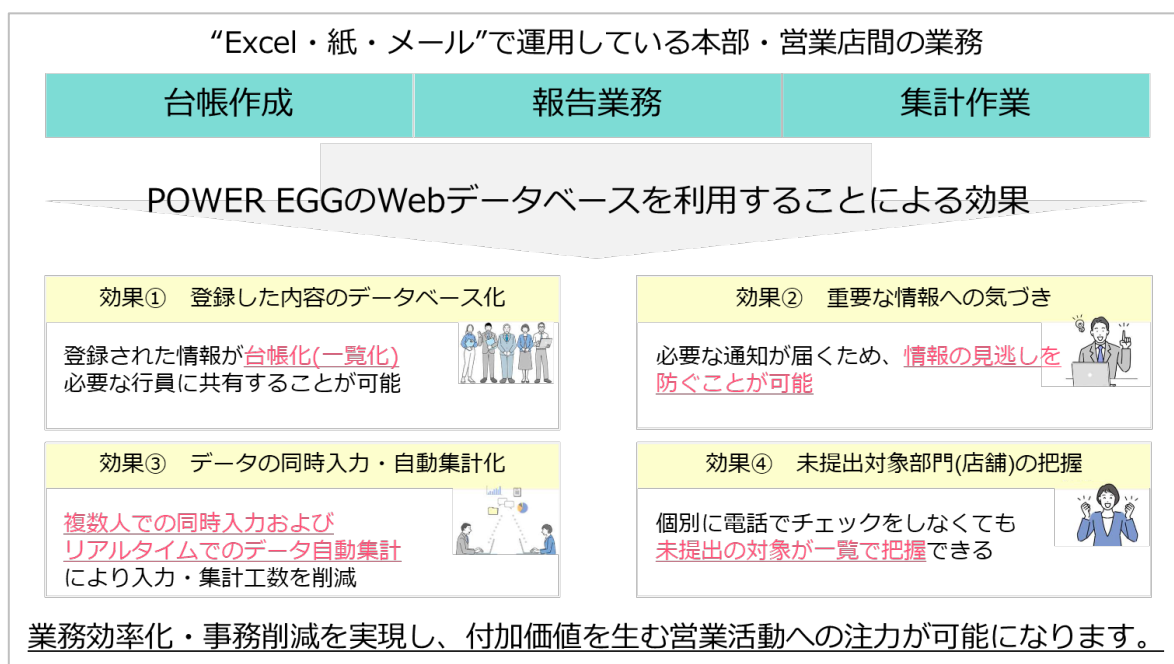 “Excel・紙・メール”で運用している本部・営業店間の業務
台帳作成
報告業務
集計作業
POWER EGGのWebデータベースを利用することによる効果
効果①　登録した内容のデータベース化
登録された情報が台帳化(一覧化)
必要な行員に共有することが可能
効果②　重要な情報への気づき
必要な通知が届くため、情報の見逃しを
防ぐことが可能
効果③　データの同時入力・自動集計化
複数人での同時入力および
リアルタイムでのデータ自動集計
により入力・集計工数を削減
効果④　未提出対象部門(店舗)の把握
個別に電話でチェックをしなくても
未提出の対象が一覧で把握できる
業務効率化・事務削減を実現し、付加価値を生む営業活動への注力が可能になります。